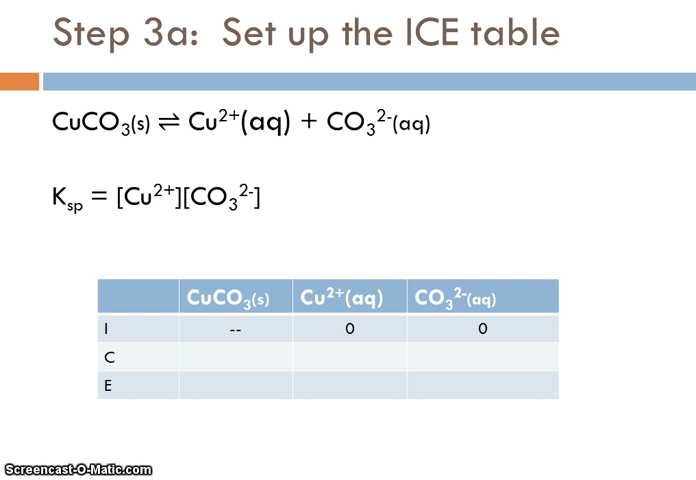 Step 3a: Set up the ICE table
CuCO₃(s) ⇌ Cu²⁺(aq) + CO₃²⁻(aq)
Kₛₚ = [Cu²⁺][CO₃²⁻]
CuCO₃(s) Cu²⁺(aq) CO₃²⁻(aq)
I -- 0 0
C
E
Screencast-O-Matic.com